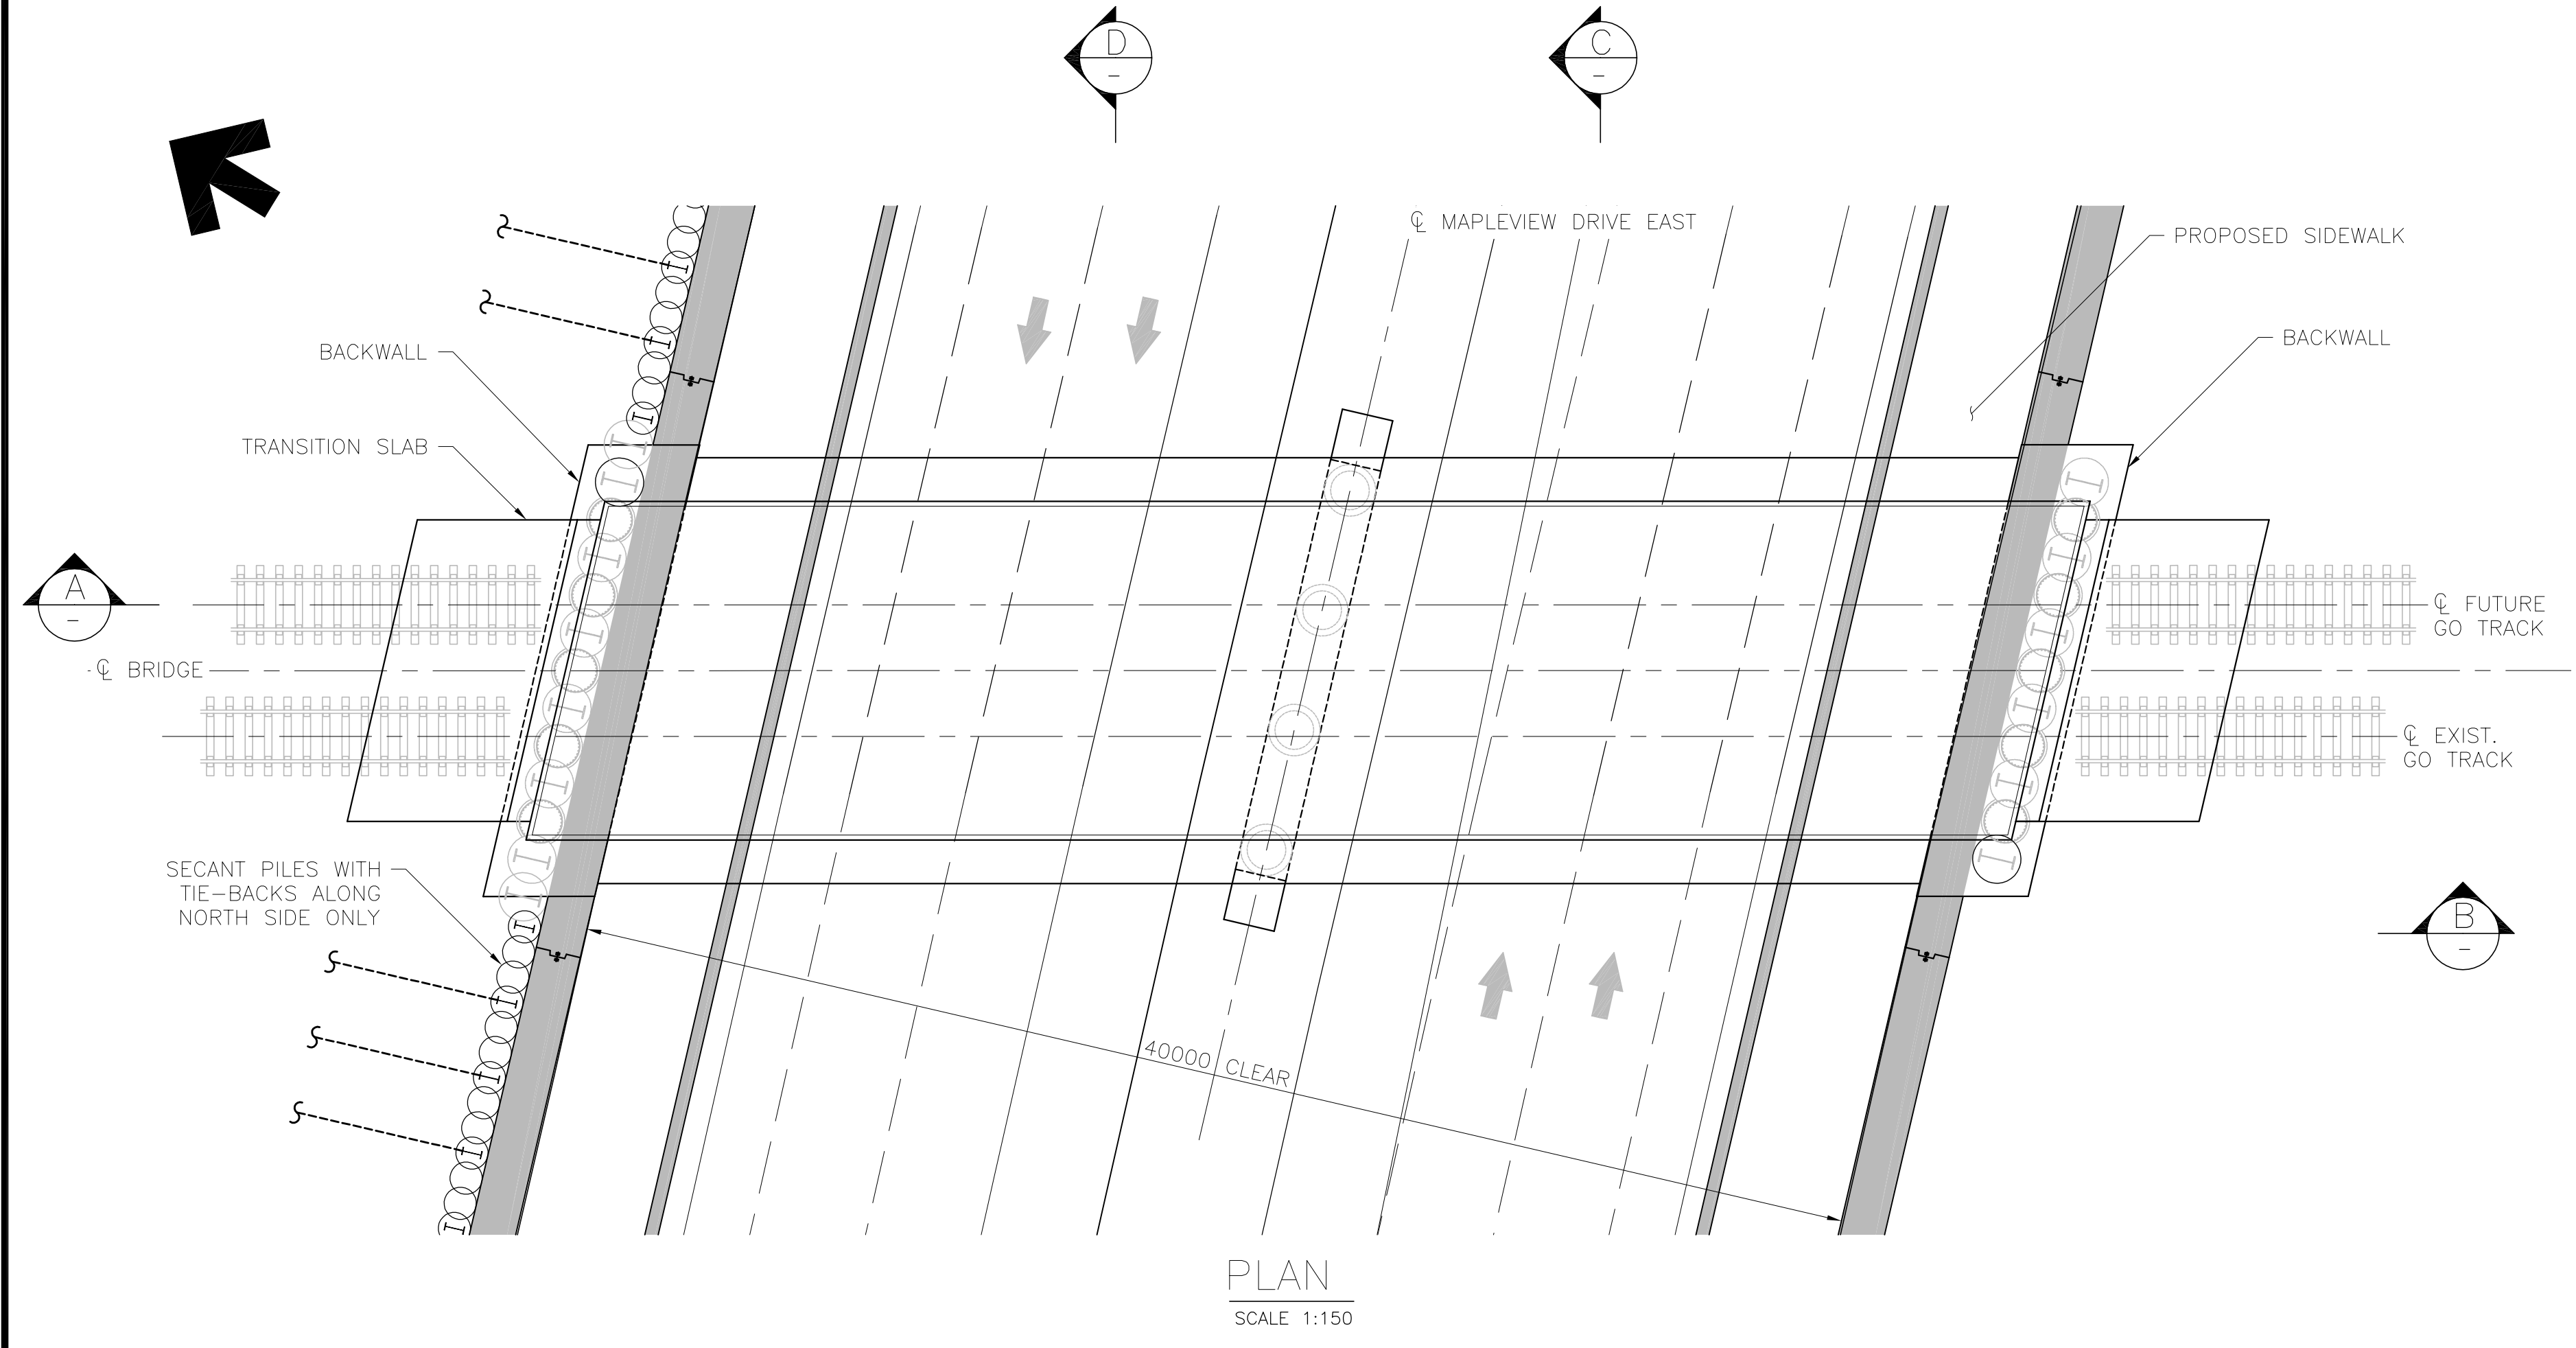 D
-
C
-
℄ MAPLEVIEW DRIVE EAST
PROPOSED SIDEWALK
BACKWALL
BACKWALL
TRANSITION SLAB
A
-
℄ FUTURE
GO TRACK
℄ BRIDGE
℄ EXIST.
GO TRACK
SECANT PILES WITH
TIE-BACKS ALONG
NORTH SIDE ONLY
B
-
40000 CLEAR
PLAN
SCALE 1:150